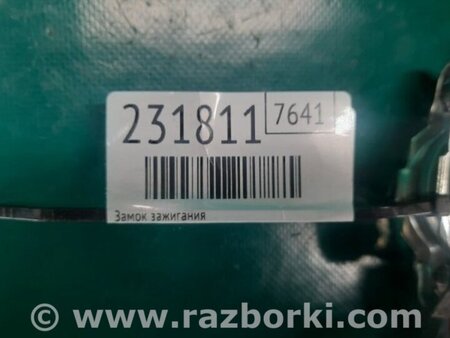 231811
7641
Замок зажигания
© www.razborki.com